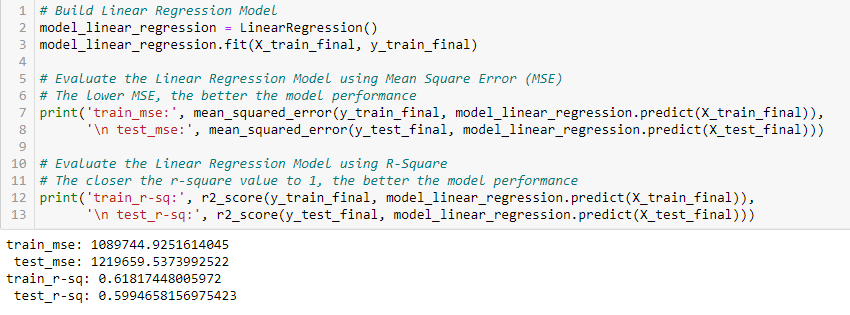 1 # Build Linear Regression Model
2 model_linear_regression = LinearRegression()
3 model_linear_regression.fit(X_train_final, y_train_final)
4
5 # Evaluate the Linear Regression Model using Mean Square Error (MSE)
6 # The lower MSE, the better the model performance
7 print('train_mse:', mean_squared_error(y_train_final, model_linear_regression.predict(X_train_final)),
8       '\n test_mse:', mean_squared_error(y_test_final, model_linear_regression.predict(X_test_final)))
9
10 # Evaluate the Linear Regression Model using R-Square
11 # The closer the r-square value to 1, the better the model performance
12 print('train_r-sq:', r2_score(y_train_final, model_linear_regression.predict(X_train_final)),
13       '\n test_r-sq:', r2_score(y_test_final, model_linear_regression.predict(X_test_final)))
train_mse: 1089744.9251614045
 test_mse: 1219659.5373992522
train_r-sq: 0.61817448005972
 test_r-sq: 0.5994658156975423